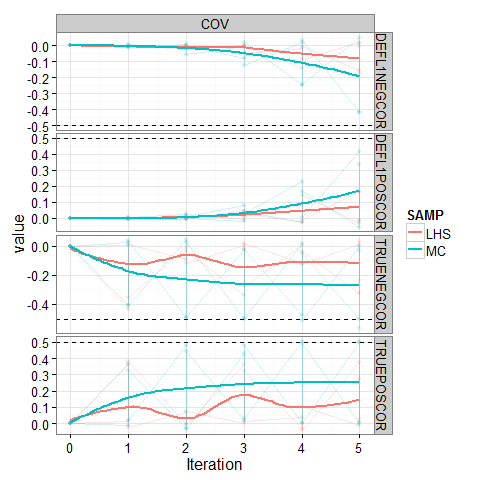 COV
0.0
-0.1
-0.2
-0.3
-0.4
-0.5
DEFL1NEGCOR
0.5
0.4
0.3
0.2
0.1
0.0
DEFL1POSCOR
0.0
-0.2
-0.4
TRUENEGCOR
0.5
0.4
0.3
0.2
0.1
0.0
TRUEPOSCOR
0 1 2 3 4 5
Iteration
value
SAMP
LHS
MC